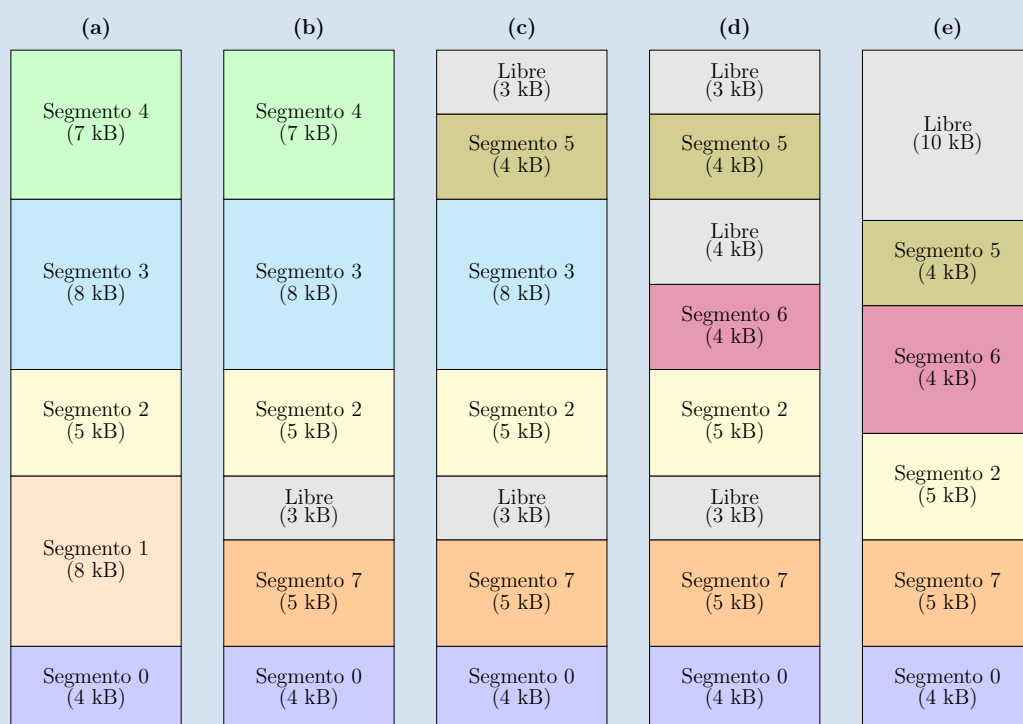 (a)
Segmento 4
(7 kB)
Segmento 3
(8 kB)
Segmento 2
(5 kB)
Segmento 1
(8 kB)
Segmento 0
(4 kB)
(b)
Segmento 4
(7 kB)
Segmento 3
(8 kB)
Segmento 2
(5 kB)
Libre
(3 kB)
Segmento 7
(5 kB)
Segmento 0
(4 kB)
(c)
Libre
(3 kB)
Segmento 5
(4 kB)
Segmento 3
(8 kB)
Segmento 2
(5 kB)
Libre
(3 kB)
Segmento 7
(5 kB)
Segmento 0
(4 kB)
(d)
Libre
(3 kB)
Segmento 5
(4 kB)
Libre
(4 kB)
Segmento 6
(4 kB)
Segmento 2
(5 kB)
Libre
(3 kB)
Segmento 7
(5 kB)
Segmento 0
(4 kB)
(e)
Libre
(10 kB)
Segmento 5
(4 kB)
Segmento 6
(4 kB)
Segmento 2
(5 kB)
Segmento 7
(5 kB)
Segmento 0
(4 kB)